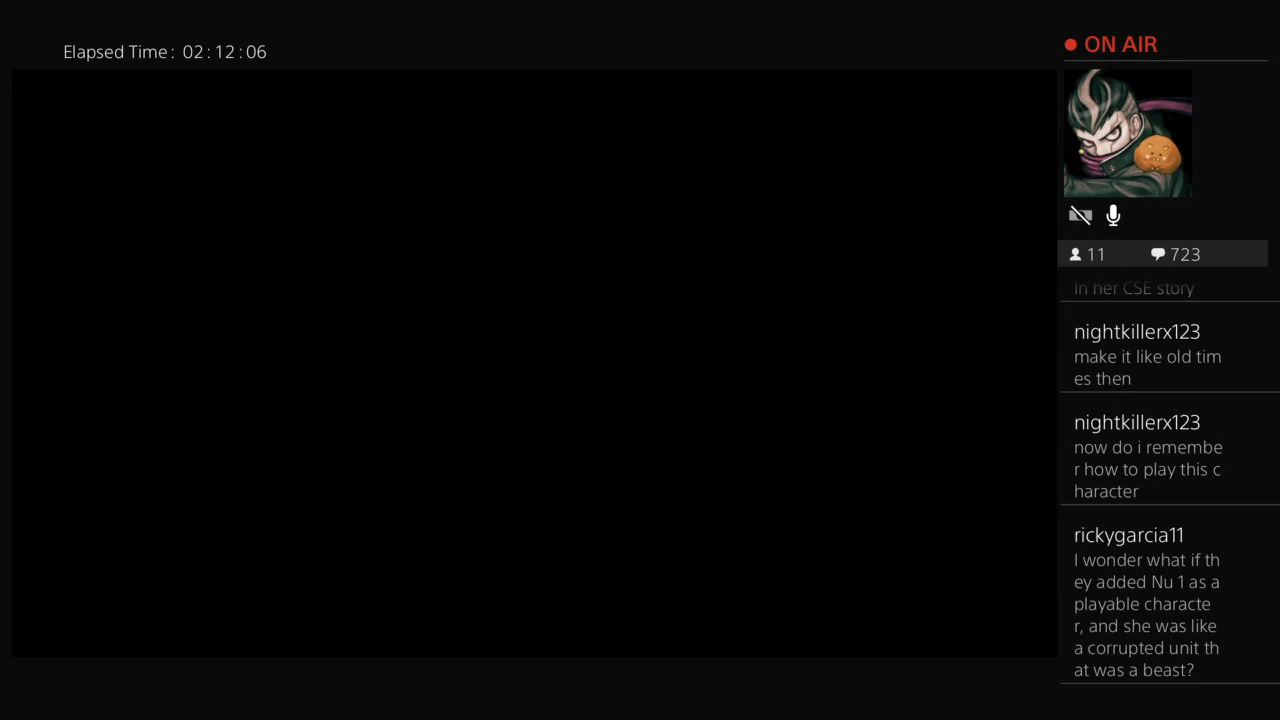 Elapsed Time: 02:12:06
ON AIR
11
723
In her CSE story
nightkillerx123
make it like old tim
es then
nightkillerx123
now do i remembe
r how to play this c
haracter
rickygarcia11
I wonder what if th
ey added Nu 1 as a
playable characte
r, and she was like
a corrupted unit th
at was a beast?